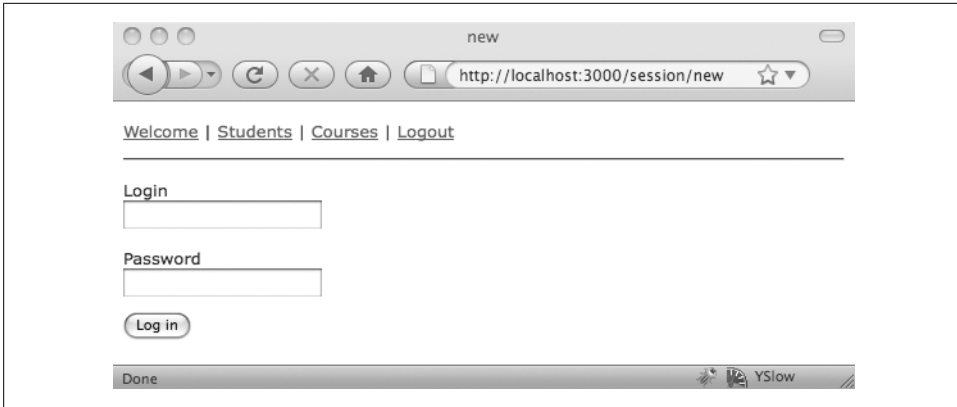 new
http://localhost:3000/session/new
Welcome | Students | Courses | Logout
Login
Password
Log in
Done YSlow